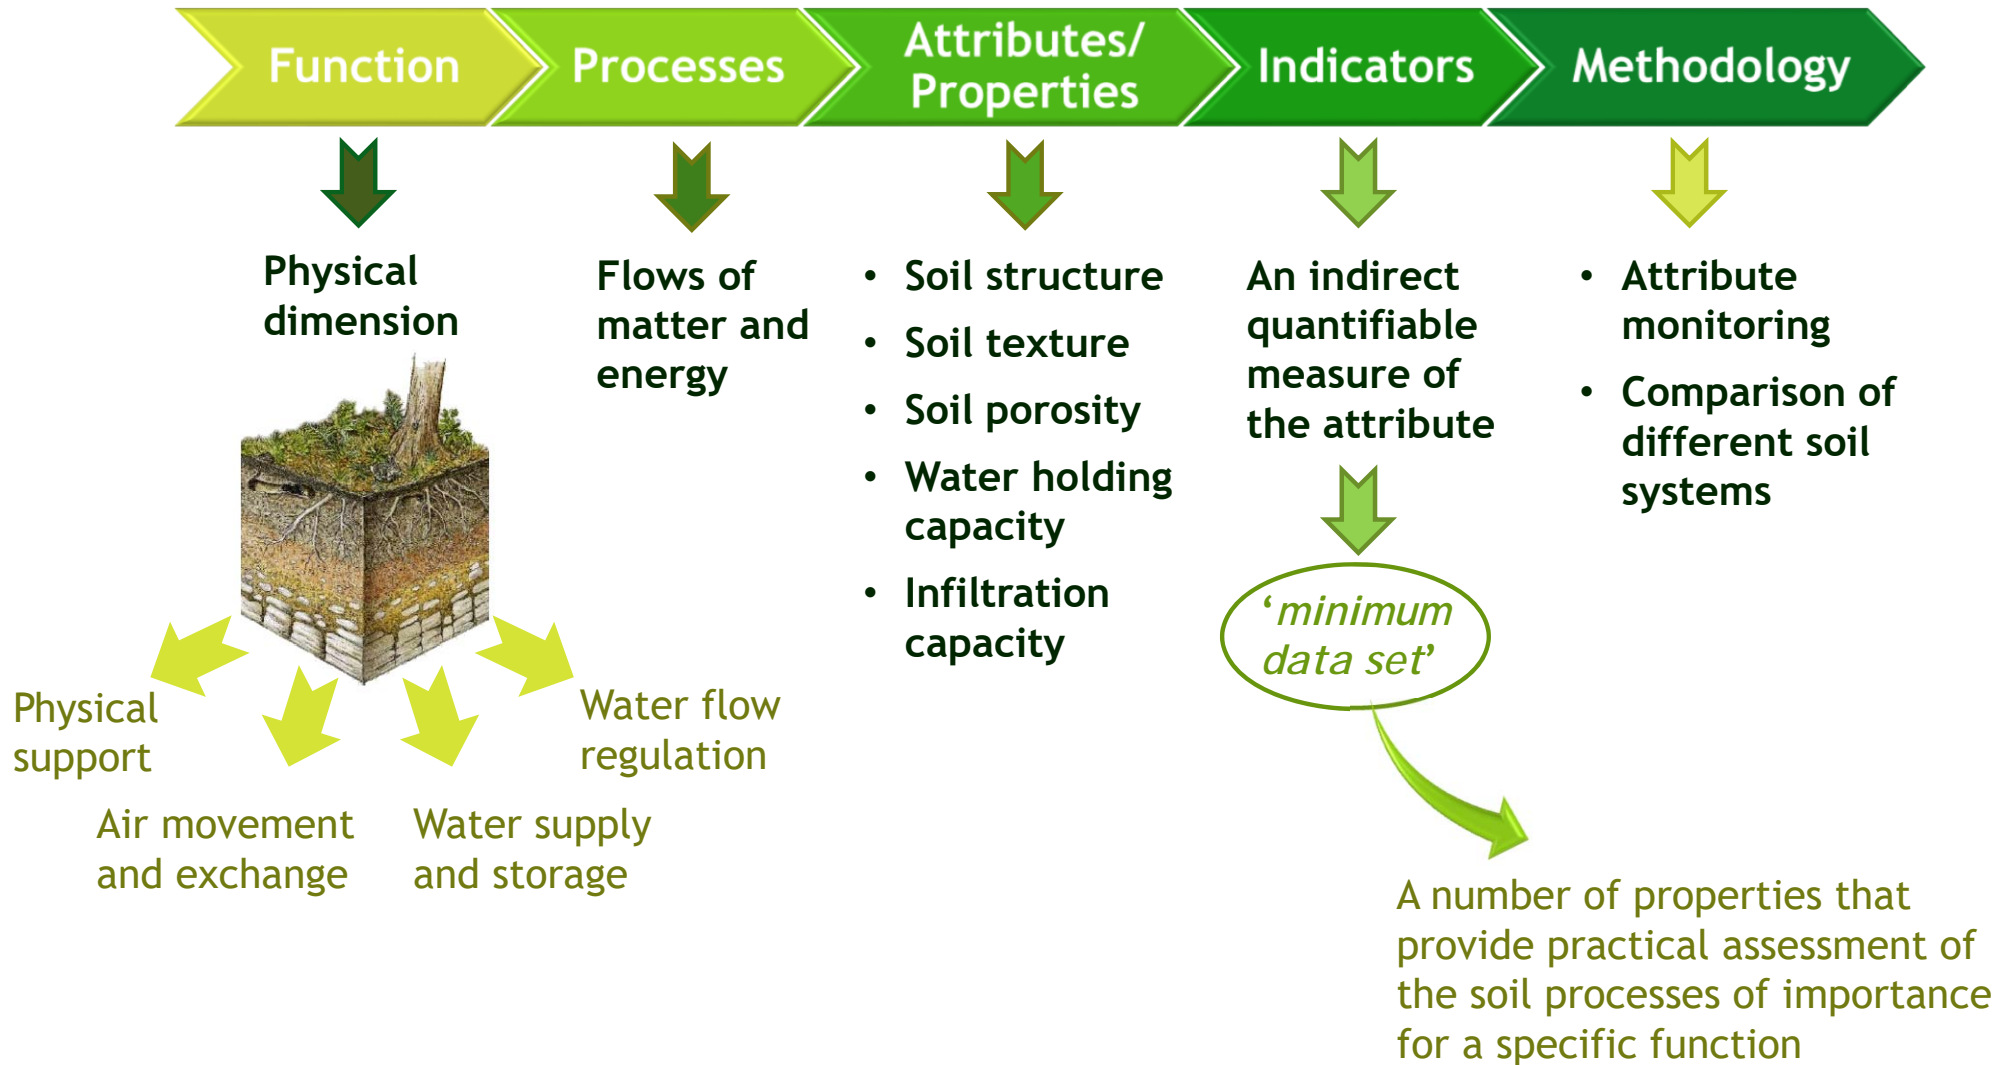 Function
Processes
Attributes/
Properties
Indicators
Methodology
Physical
dimension
Physical
support
Air movement
and exchange
Water supply
and storage
Water flow
regulation
Flows of
matter and
energy
• Soil structure
• Soil texture
• Soil porosity
• Water holding
capacity
• Infiltration
capacity
An indirect
quantifiable
measure of
the attribute
‘minimum
data set’
A number of properties that
provide practical assessment of
the soil processes of importance
for a specific function
• Attribute
monitoring
• Comparison of
different soil
systems